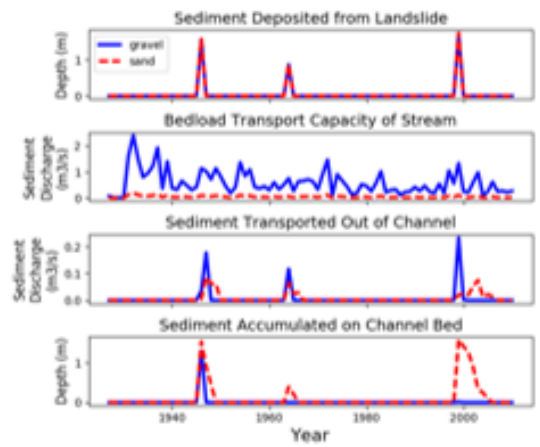 Sediment Deposited from Landslide
gravel
sand
Depth (m)
1
0
Bedload Transport Capacity of Stream
Sediment
Discharge
(m3/s)
2
1
0
Sediment Transported Out of Channel
Sediment
Discharge
(m3/s)
0.2
0.1
0.0
Sediment Accumulated on Channel Bed
Depth (m)
1
0
1940 1960 1980 2000
Year